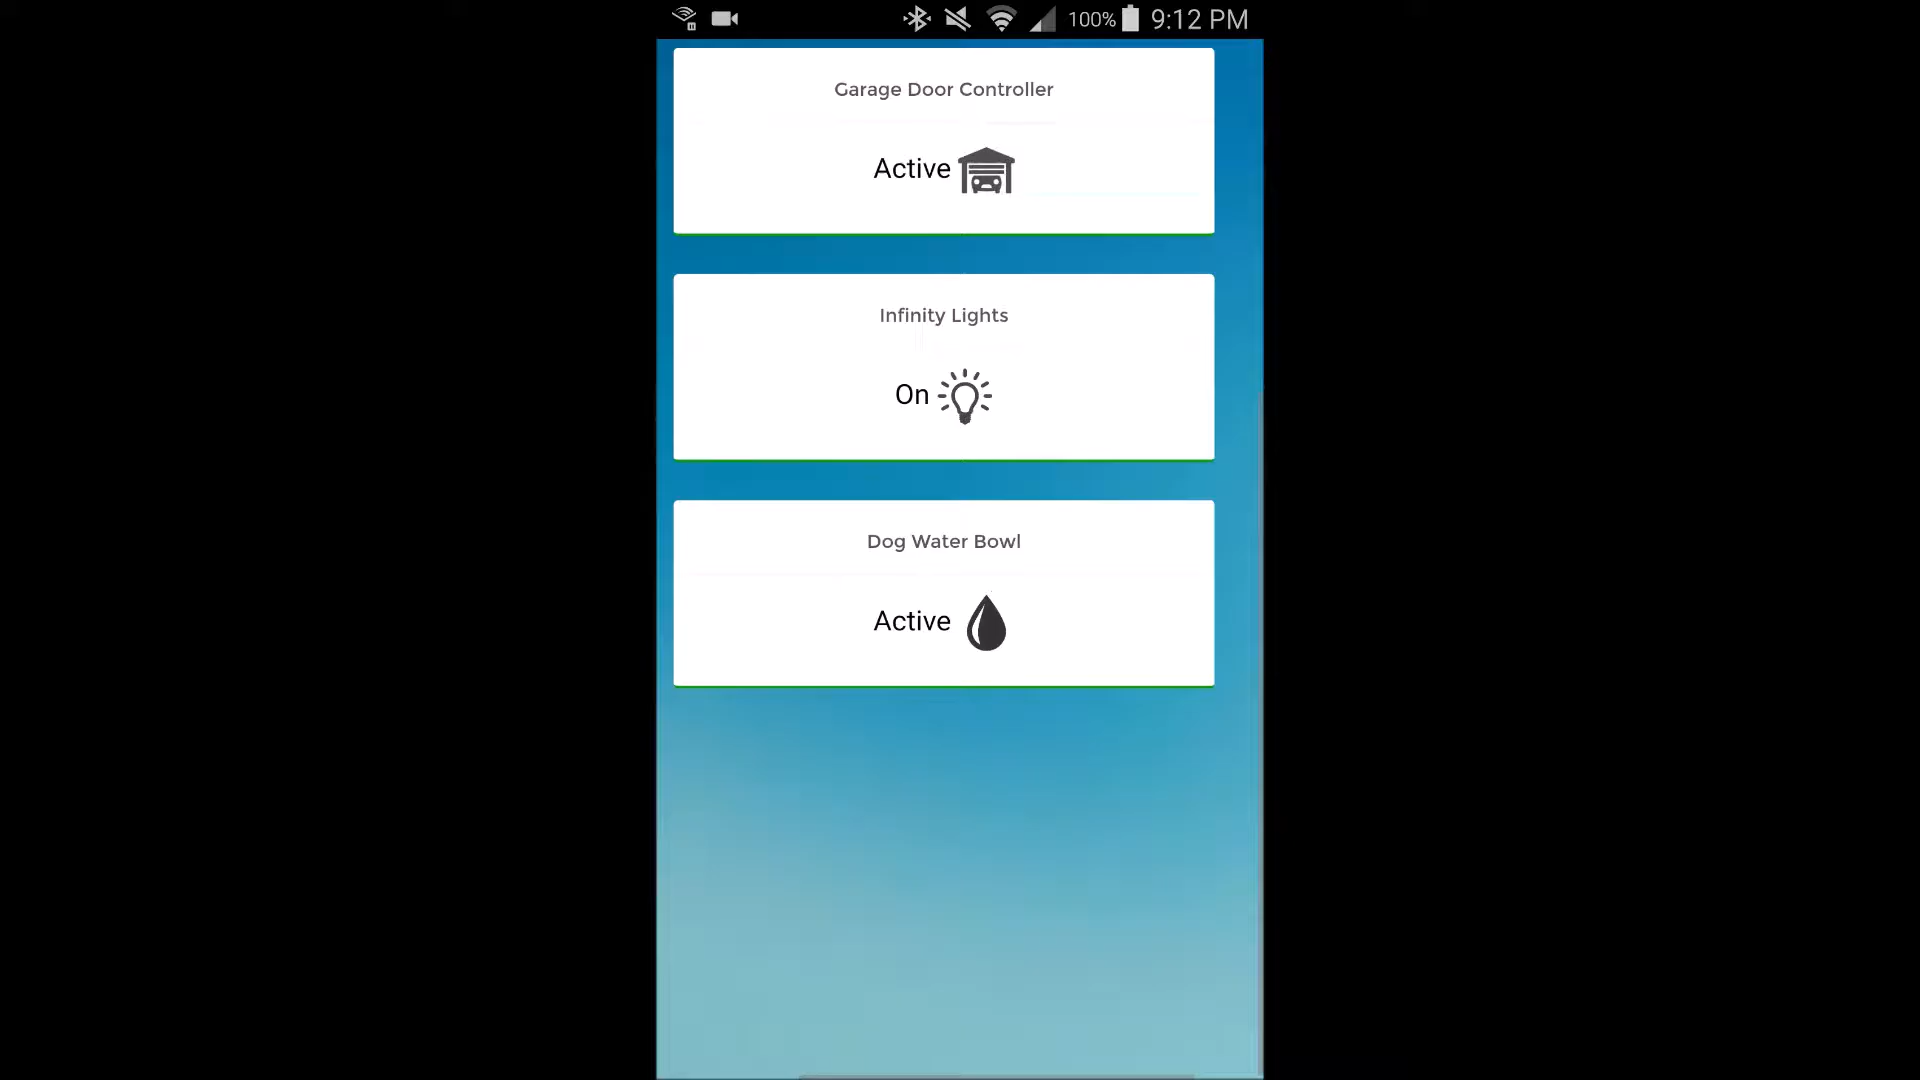 100% 9:12 PM
Garage Door Controller
Active
Infinity Lights
On
Dog Water Bowl
Active